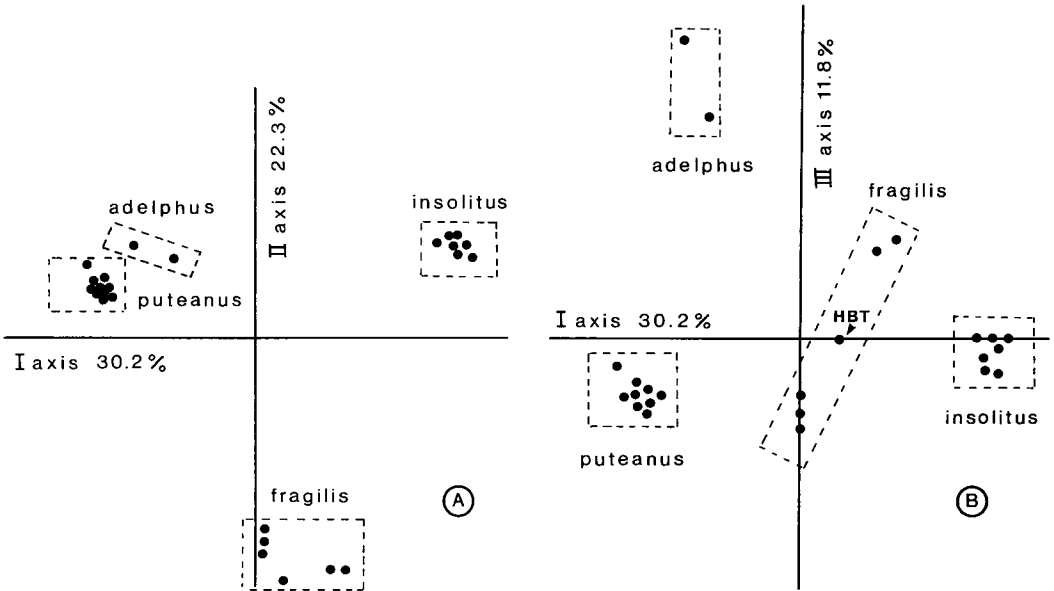 II axis 22.3%
adelphus
insolitus
puteanus
I axis 30.2%
fragilis
A
III axis 11.8%
adelphus
fragilis
HBT
I axis 30.2%
insolitus
puteanus
B